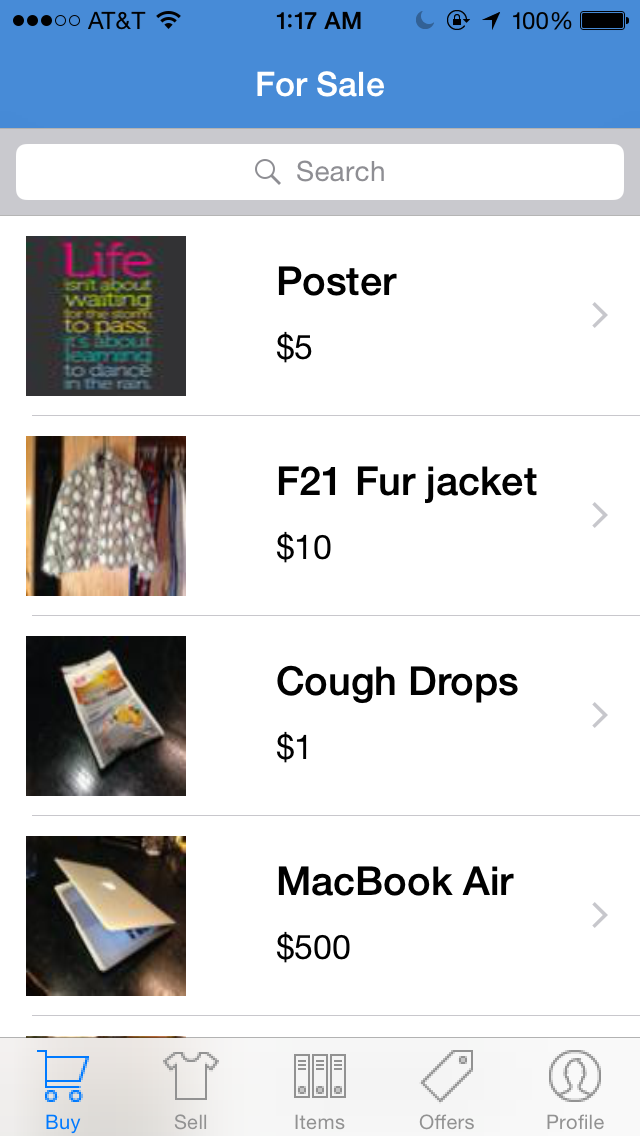 AT&T 1:17 AM 100%
For Sale
Search
Life
isn't about
waiting
for the storm
to pass,
it's about
learning
to dance
in the rain.
Poster
$5
F21 Fur jacket
$10
Cough Drops
$1
MacBook Air
$500
Buy Sell Items Offers Profile